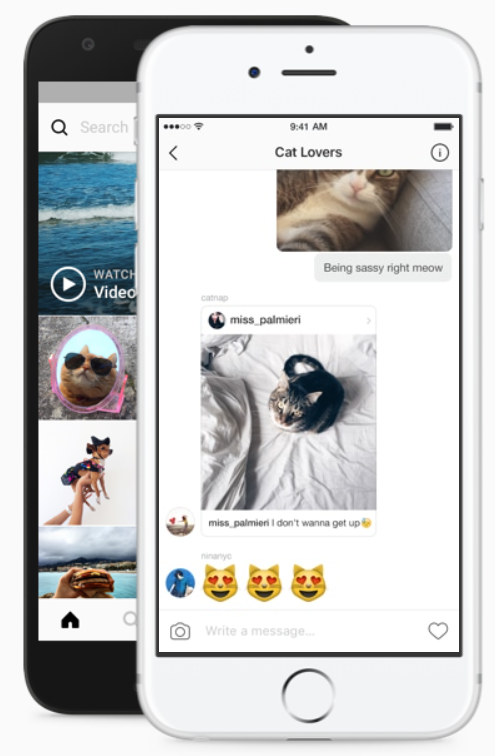 Search
WATCH
Video
9:41 AM
Cat Lovers
Being sassy right meow
catnap
miss_palmieri
miss_palmieri I don't wanna get up
ninanyc
Write a message...